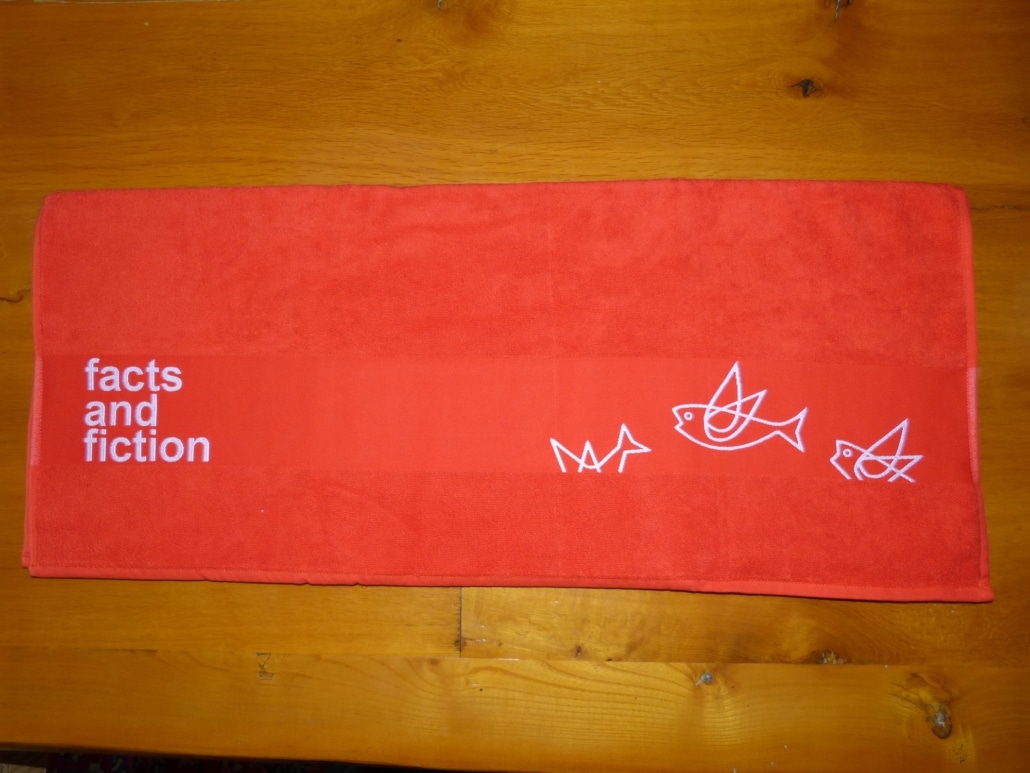 facts
and
fiction